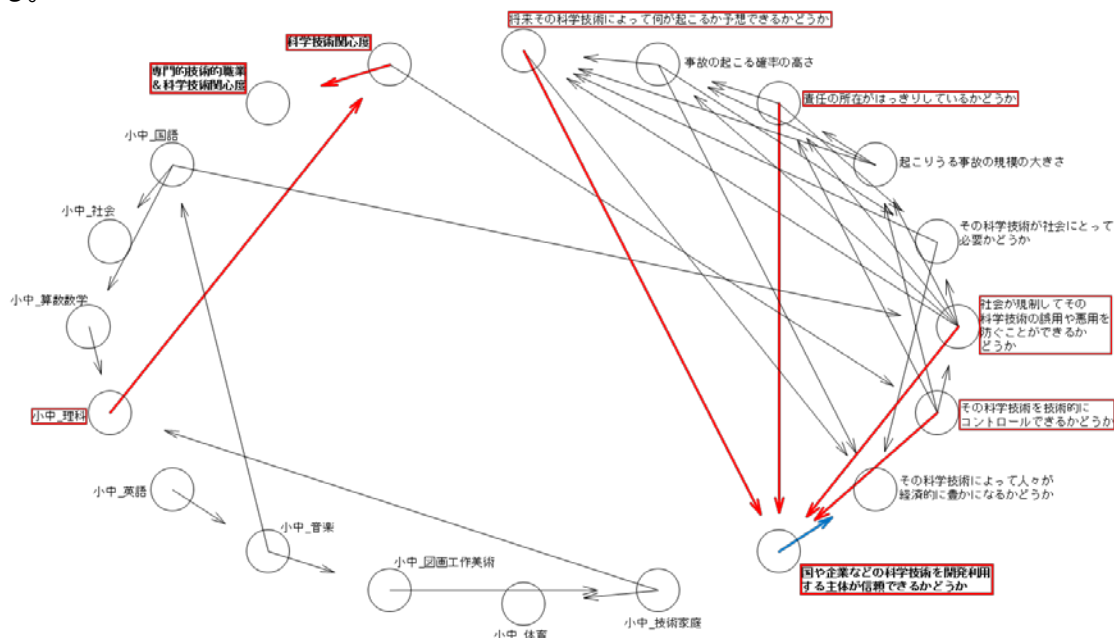 る。
将来その科学技術によって何が起こるか予想できるかどうか
科学技術関心度
事故の起こる確率の高さ
専門的技術的職業
&科学技術関心度
責任の所在がはっきりしているかどうか
小中_国語
起こりうる事故の規模の大きさ
小中_社会
その科学技術が社会にとって
必要かどうか
小中_算数数学
社会が規制してその
科学技術の誤用や悪用を
防ぐことができるか
どうか
小中_理科
その科学技術を技術的に
コントロールできるかどうか
小中_英語
その科学技術によって人々が
経済的に豊かになるかどうか
小中_音楽
小中_図画工作美術
国や企業などの科学技術を開発利用
する主体が信頼できるかどうか
小中_体育
小中_技術家庭